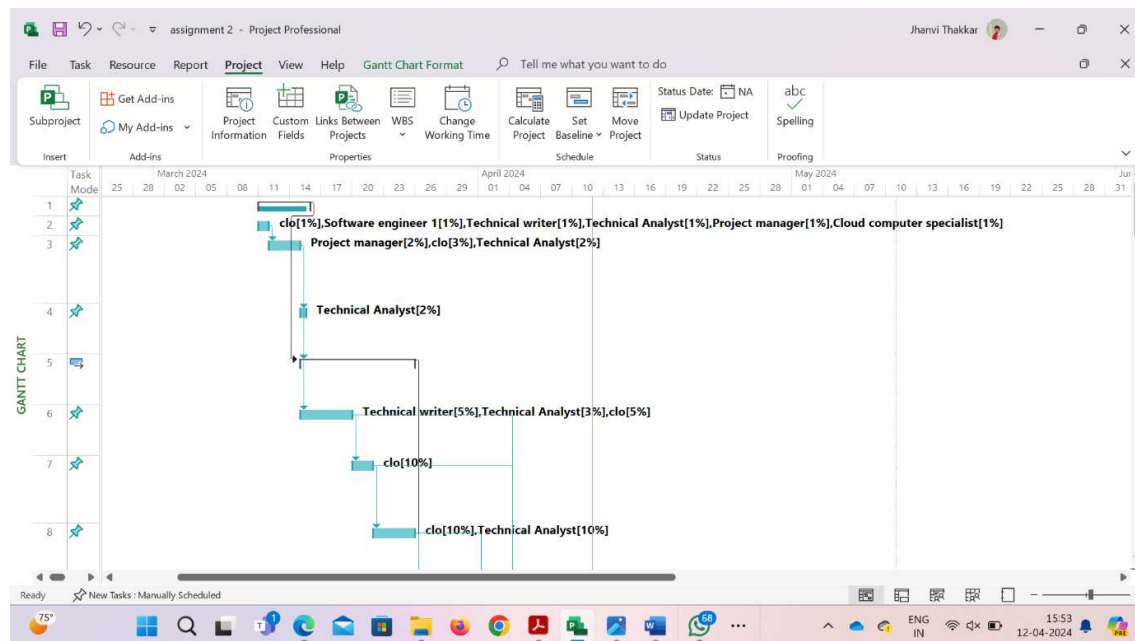 assignment 2 - Project Professional
Jhanvi Thakkar
File Task Resource Report Project View Help Gantt Chart Format Tell me what you want to do
Subproject
Get Add-ins
My Add-ins
Project Information
Custom Fields
Links Between Projects
WBS
Change Working Time
Calculate Project
Set Baseline
Move Project
Status Date: NA
Update Project
abc
Spelling
Insert Add-ins Properties Schedule Status Proofing
Task Mode
March 2024 April 2024 May 2024
25 28 02 05 08 11 14 17 20 23 26 29 01 04 07 10 13 16 19 22 25 28 01 04 07 10 13 16 19 22 25 28 31
GANTT CHART
1
2 clo[1%],Software engineer 1[1%],Technical writer[1%],Technical Analyst[1%],Project manager[1%],Cloud computer specialist[1%]
3 Project manager[2%],clo[3%],Technical Analyst[2%]
4 Technical Analyst[2%]
5
6 Technical writer[5%],Technical Analyst[3%],clo[5%]
7 clo[10%]
8 clo[10%],Technical Analyst[10%]
Ready New Tasks : Manually Scheduled
75°
1
68
ENG
IN
15:53
12-04-2024